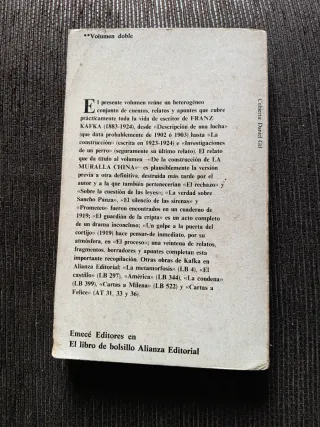 **Volumen doble
El presente volumen reúne un heterogéneo
conjunto de cuentos, relatos y apuntes que cubre
prácticamente toda la vida de escritor de FRANZ
KAFKA (1883-1924), desde «Descripción de una lucha»
(que data probablemente de 1902 ó 1903) hasta «La
construcción» (escrita en 1923-1924) e «Investigaciones
de un perro» (seguramente su último relato). El relato
que da título al volumen —De la construcción de LA
MURALLA CHINA»— es plausiblemente la versión
previa a otra definitiva, destruida más tarde por el
autor y a la que también pertenecerían «El rechazo» y
«Sobre la cuestión de las leyes»; «La verdad sobre
Sancho Panza», «El silencio de las sirenas» y
«Prometeo» fueron encontrados en un cuaderno de
1919; «El guardián de la cripta» es acto completo
de un drama inconcluso; «Un golpe a la puerta del
cortijo» (1919) hace pensar de inmediato, por su
atmósfera, en «El proceso»; una veintena de relatos,
fragmentos, borradores y apuntes completan esta
importante recopilación. Otras obras de Kafka en
Alianza Editorial: «La metamorfosis» (LB 4), «El
castillo» (LB 297), «América» (LB 344), «La condena»
(LB 399), «Cartas a Milena» (LB 522) y «Cartas a
Felice» (AT 31, 33 y 36).
Emecé Editores en
El libro de bolsillo Alianza Editorial
Cubierta Daniel Gil